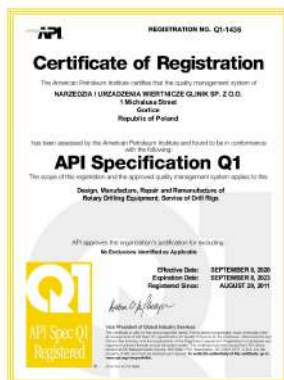 API
REGISTRATION NO. Q1-1436
Certificate of Registration
The American Petroleum Institute certifies that the quality management system of
NARZEDZIA I URZADZENIA WIERTNICZE GLINIK SP. Z O.O.
1 Michalusa Street
Gorlice
Republic of Poland
has been assessed by the American Petroleum Institute and found to be in conformance
with the following:
API Specification Q1
The scope of this registration and the approved quality management system applies to the
Design, Manufacture, Repair and Remanufacture of
Rotary Drilling Equipment; Service of Drill Rigs
API approves the organization's justification for excluding:
No Exclusions Identified as Applicable
Effective Date: SEPTEMBER 8, 2020
Expiration Date: SEPTEMBER 8, 2023
Registered Since: AUGUST 29, 2011
Q1
API Spec Q1
Registered
Vice President of Global Industry Services